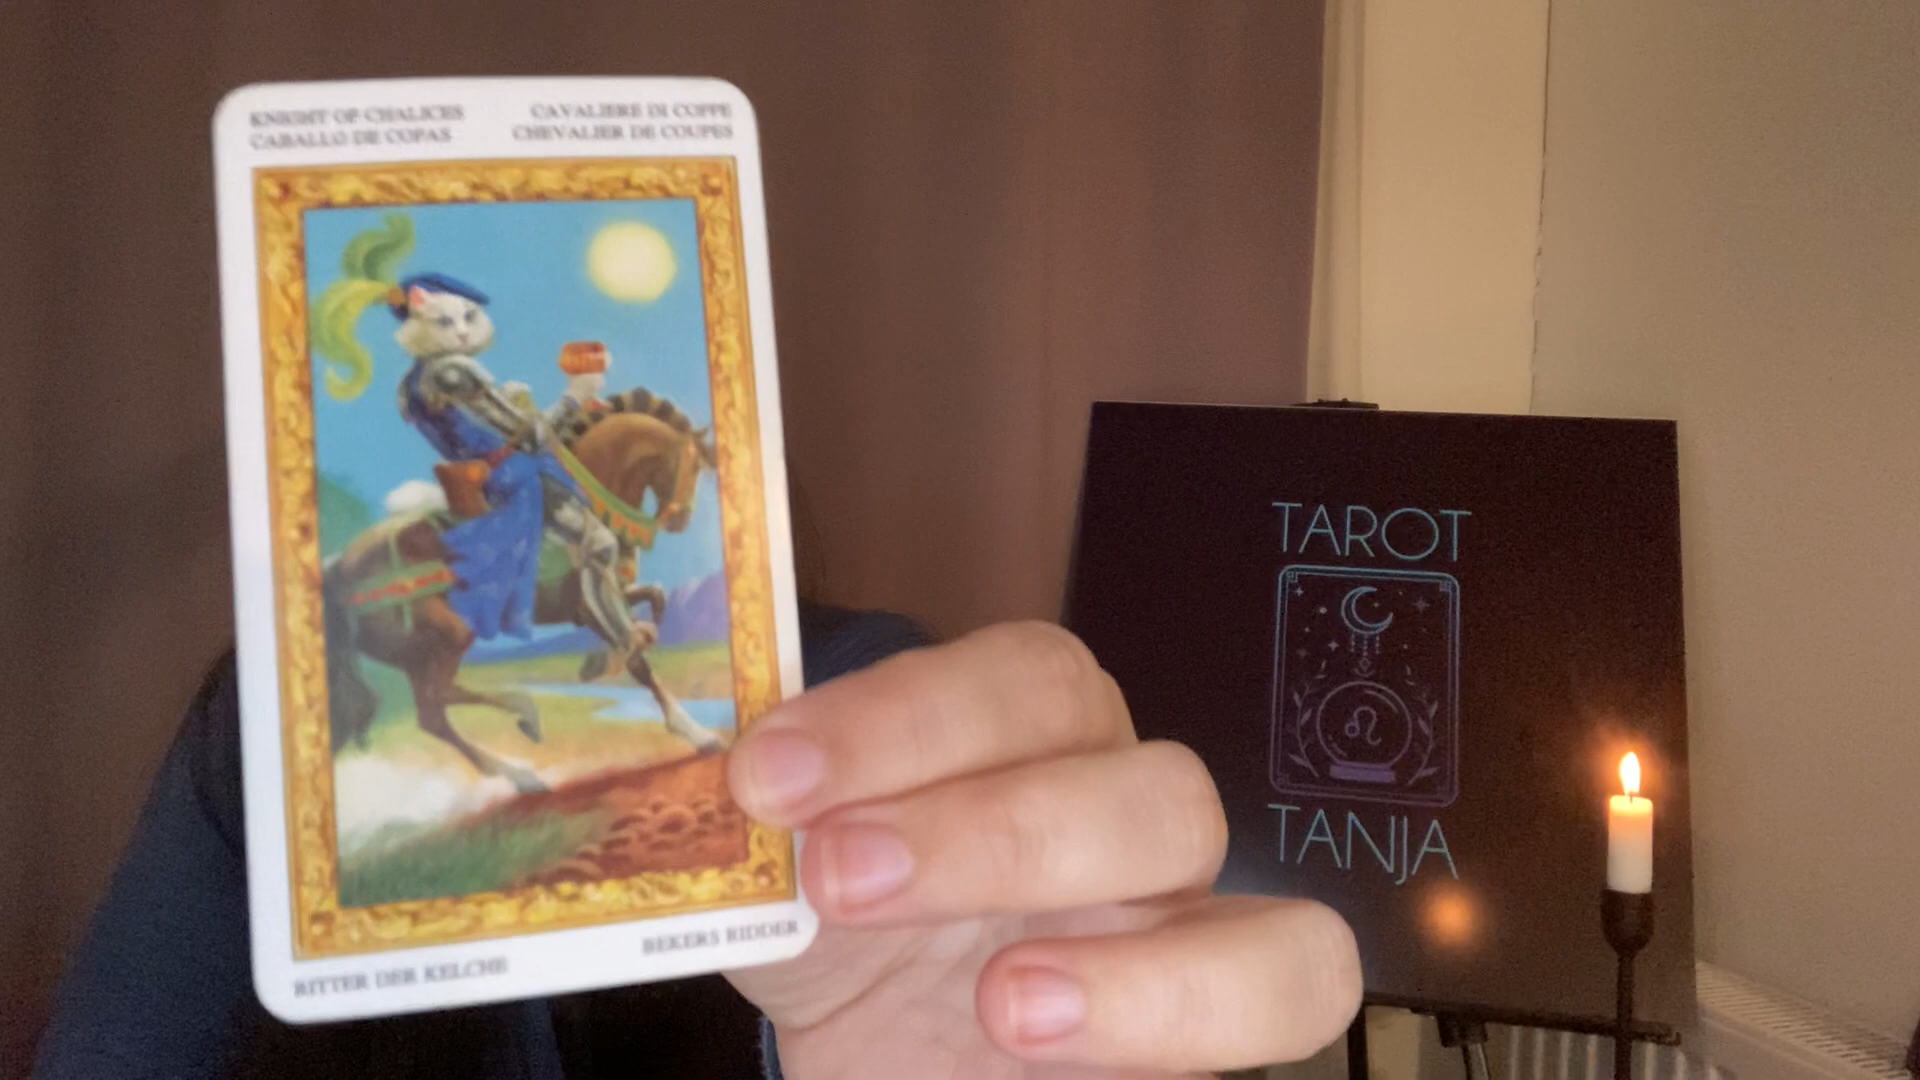 KNIGHT OF CHALICES
CABALLO DE COPAS
CAVALIERE DI COPPE
CHEVALIER DE COUPES
RITTER DER KELCHE
BEKERS RIDDER
TAROT
TANJA